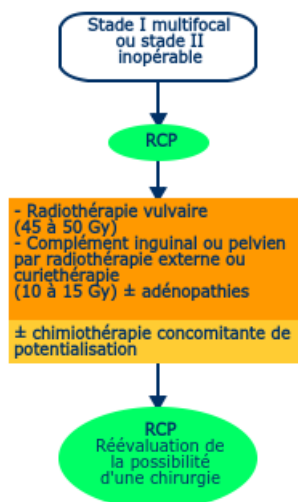 Stade I multifocal
ou stade II
inopérable
RCP
- Radiothérapie vulvaire
(45 à 50 Gy)
- Complément inguinal ou pelvien
par radiothérapie externe ou
curiethérapie
(10 à 15 Gy) ± adénopathies
± chimiothérapie concomitante de
potentialisation
RCP
Réévaluation de
la possibilité
d'une chirurgie